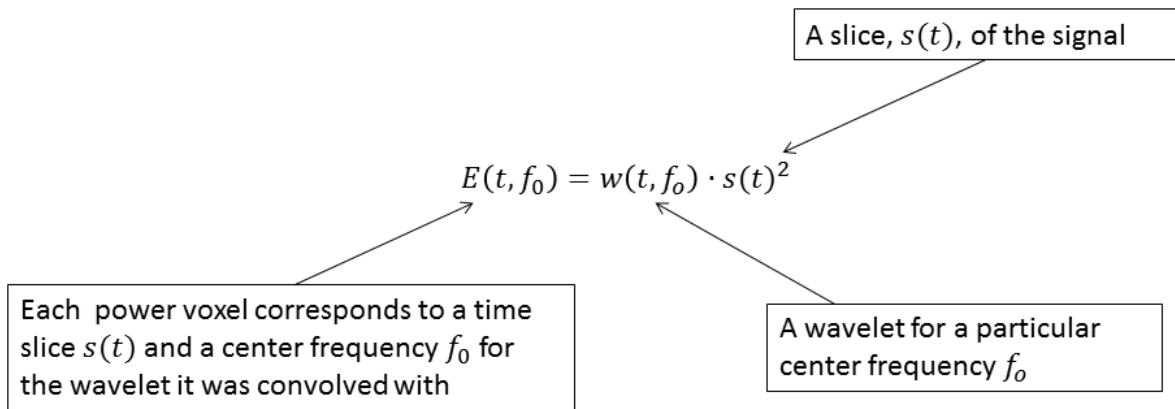 A slice, s(t), of the signal
E(t, f₀) = w(t, fₒ) · s(t)²
Each power voxel corresponds to a time
slice s(t) and a center frequency f₀ for
the wavelet it was convolved with
A wavelet for a particular
center frequency fₒ